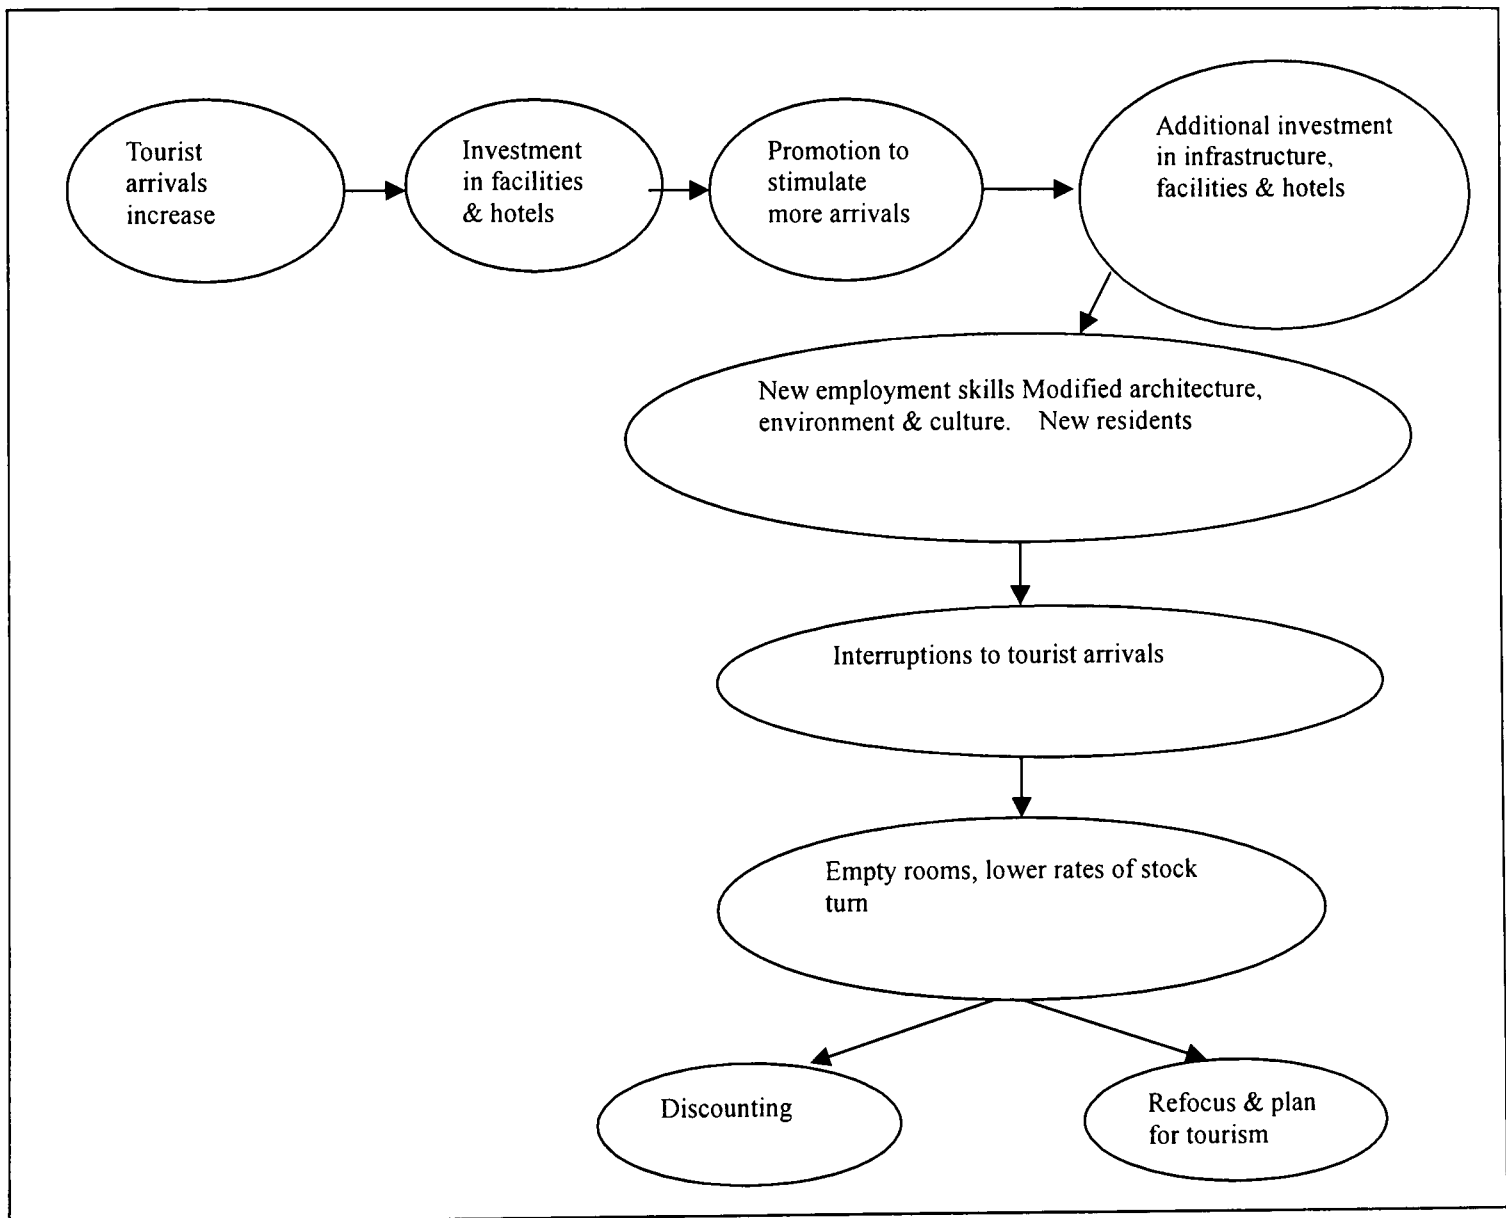 Tourist
arrivals
increase
Investment
in facilities
& hotels
Promotion to
stimulate
more arrivals
Additional investment
in infrastructure,
facilities & hotels
New employment skills Modified architecture,
environment & culture. New residents
Interruptions to tourist arrivals
Empty rooms, lower rates of stock
turn
Discounting
Refocus & plan
for tourism